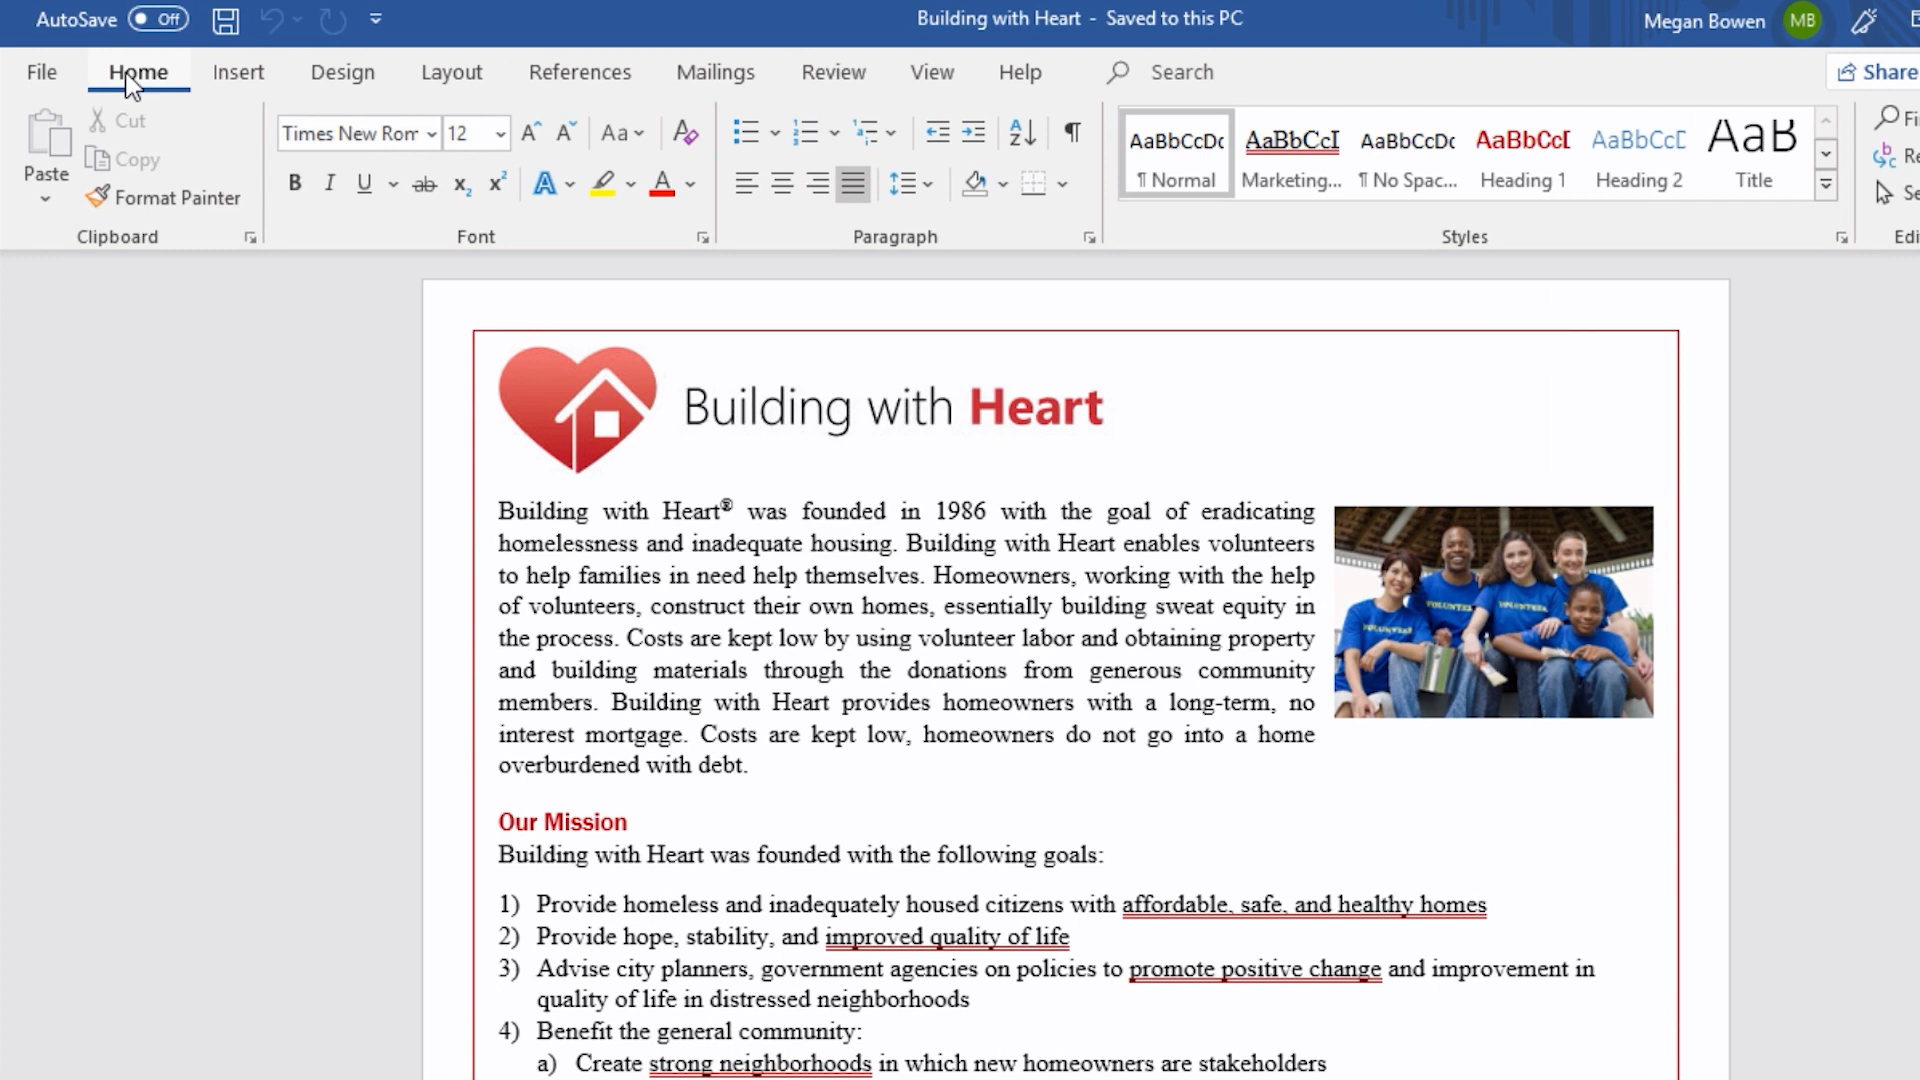 AutoSave Off Building with Heart - Saved to this PC Megan Bowen MB
File Home Insert Design Layout References Mailings Review View Help Search Share
Paste
Cut
Copy
Format Painter
Clipboard
Times New Rom 12 Aa
B I U ab x2 x2 A A
Font
Paragraph
AaBbCcDc AaBbCcI AaBbCcDc AaBbCcI AaBbCcD AaB
¶ Normal Marketing... ¶ No Spac... Heading 1 Heading 2 Title
Styles
Building with Heart
Building with Heart® was founded in 1986 with the goal of eradicating
homelessness and inadequate housing. Building with Heart enables volunteers
to help families in need help themselves. Homeowners, working with the help
of volunteers, construct their own homes, essentially building sweat equity in
the process. Costs are kept low by using volunteer labor and obtaining property
and building materials through the donations from generous community
members. Building with Heart provides homeowners with a long-term, no
interest mortgage. Costs are kept low, homeowners do not go into a home
overburdened with debt.
VOLUNTEER
Our Mission
Building with Heart was founded with the following goals:
1) Provide homeless and inadequately housed citizens with affordable, safe, and healthy homes
2) Provide hope, stability, and improved quality of life
3) Advise city planners, government agencies on policies to promote positive change and improvement in
quality of life in distressed neighborhoods
4) Benefit the general community:
a) Create strong neighborhoods in which new homeowners are stakeholders